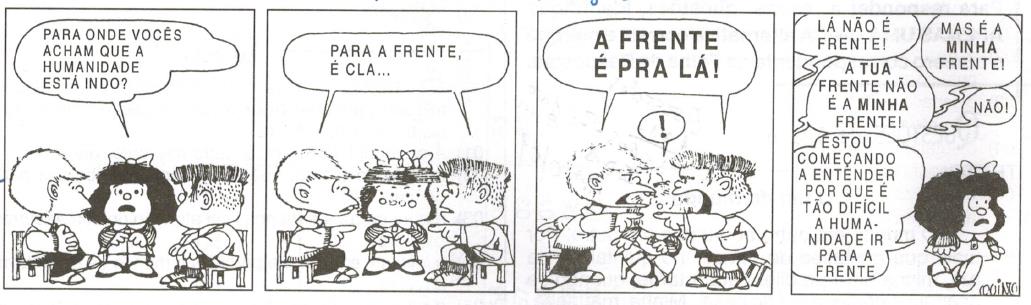 PARA ONDE VOCÊS
ACHAM QUE A
HUMANIDADE
ESTÁ INDO?
PARA A FRENTE,
É CLA...
A FRENTE
É PRA LÁ!
!
LÁ NÃO É
FRENTE!
MAS É A
MINHA
FRENTE!
A TUA
FRENTE NÃO
É A MINHA
FRENTE!
NÃO!
ESTOU
COMEÇANDO
A ENTENDER
POR QUE É
TÃO DIFÍCIL
A HUMA-
NIDADE IR
PARA A
FRENTE